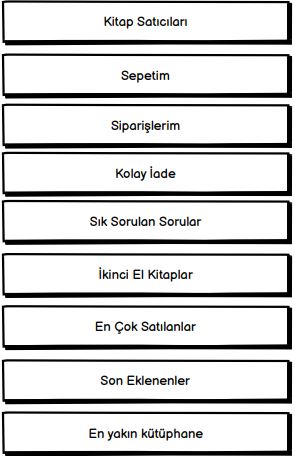 Kitap Satıcıları
Sepetim
Siparişlerim
Kolay İade
Sık Sorulan Sorular
İkinci El Kitaplar
En Çok Satılanlar
Son Eklenenler
En yakın kütüphane